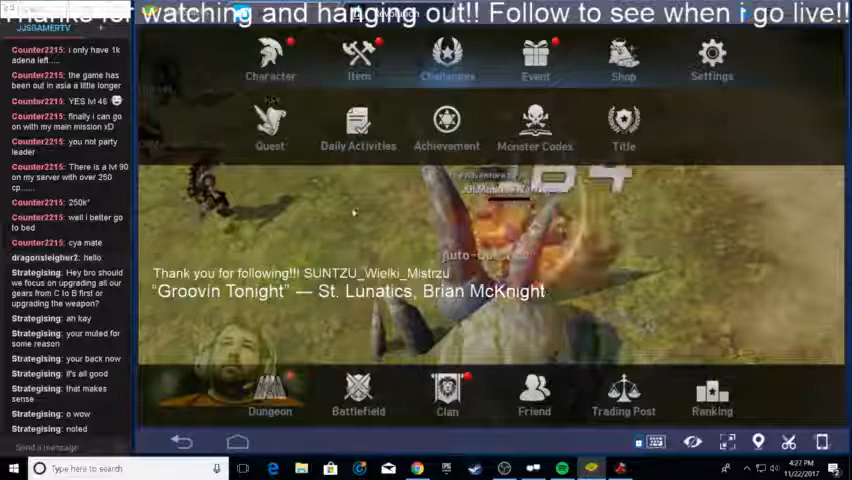 Thanks for watching and hanging out!! Follow to see when i go live!!
JJSGAMERTV
Counter2215: i only have 1k
adena left.....
Counter2215: the game has
been out in asia a little longer
Counter2215: YES lvl 46
Counter2215: finally i can go
on with my main mission xD
Counter2215: you not party
leader
Counter2215: There is a lvl 90
on my server with over 250
cp......
Counter2215: 250k*
Counter2215: well i better go
to bed
Counter2215: cya mate
dragonsleigher2: hello
Strategising: Hey bro should
we focus on upgrading all our
gears from C to B first or
upgrading the weapon?
Strategising: ah kay
Strategising: your muted for
some reason
Strategising: your back now
Strategising: it's all good
Strategising: that makes
sense
Strategising: o wow
Strategising: noted
Send a message
Character
Item
Challenges
Event
Shop
Settings
Quest
Daily Activities
Achievement
Monster Codex
Title
Thank you for following!!! SUNTZU_Wielki_Mistrzu
“Groovin Tonight” — St. Lunatics, Brian McKnight
Dungeon
Battlefield
Clan
Friend
Trading Post
Ranking
Type here to search
4:27 PM
11/22/2017